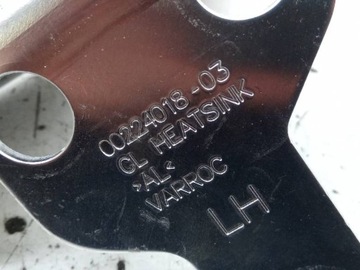 00224018-03
CL HEATSINK
>AL<
VARROC
LH